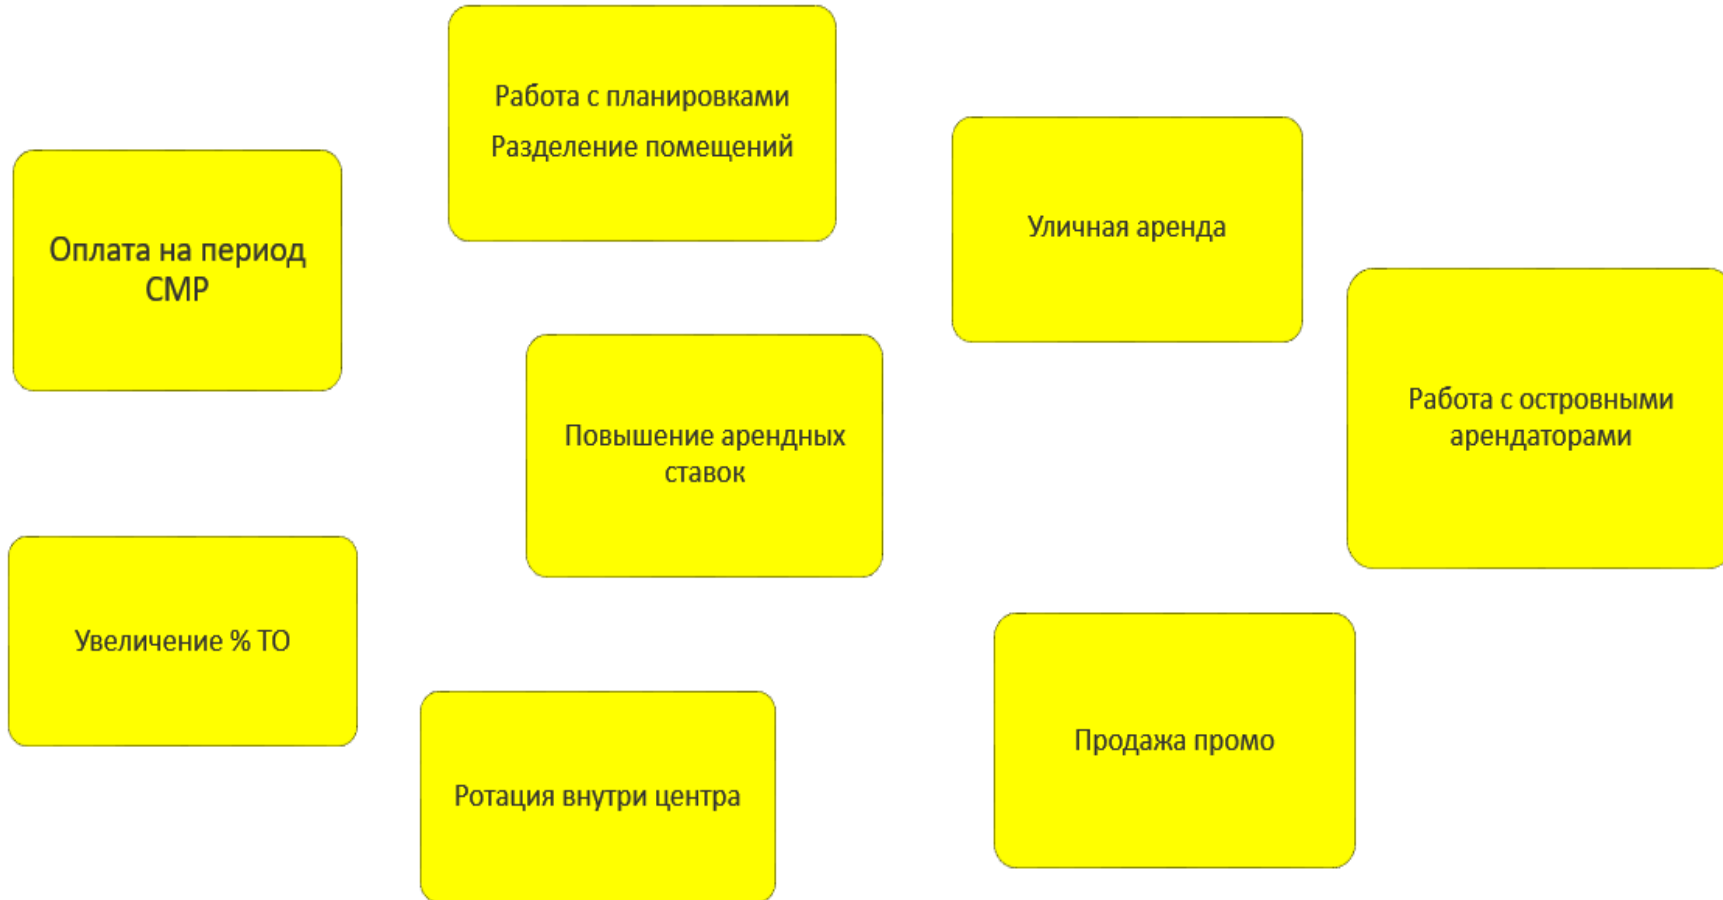 Работа с планировками
Разделение помещений
Уличная аренда
Оплата на период
СМР
Работа с островными
арендаторами
Повышение арендных
ставок
Увеличение % ТО
Продажа промо
Ротация внутри центра